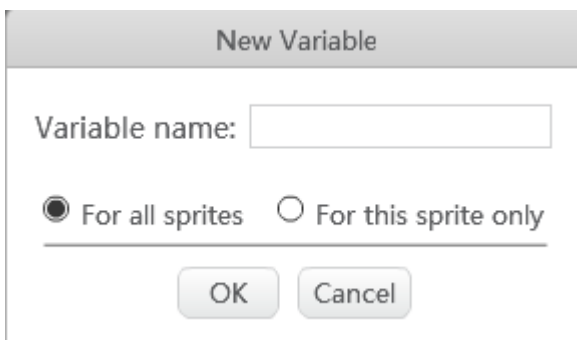 New Variable
Variable name:
For all sprites For this sprite only
OK Cancel